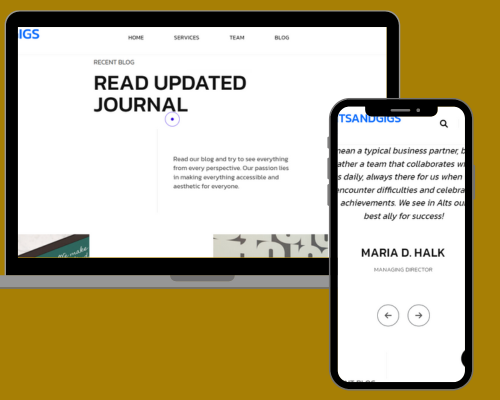 IGS
HOME SERVICES TEAM BLOG
RECENT BLOG
READ UPDATED
JOURNAL
Read our blog and try to see everything
from every perspective. Our passion lies
in making everything accessible and
aesthetic for everyone.
TSANDGIGS
mean a typical business partner, b
ather a team that collaborates wi
s daily, always there for us when
encounter difficulties and celebra
achievements. We see in Alts ou
best ally for success!
MARIA D. HALK
MANAGING DIRECTOR